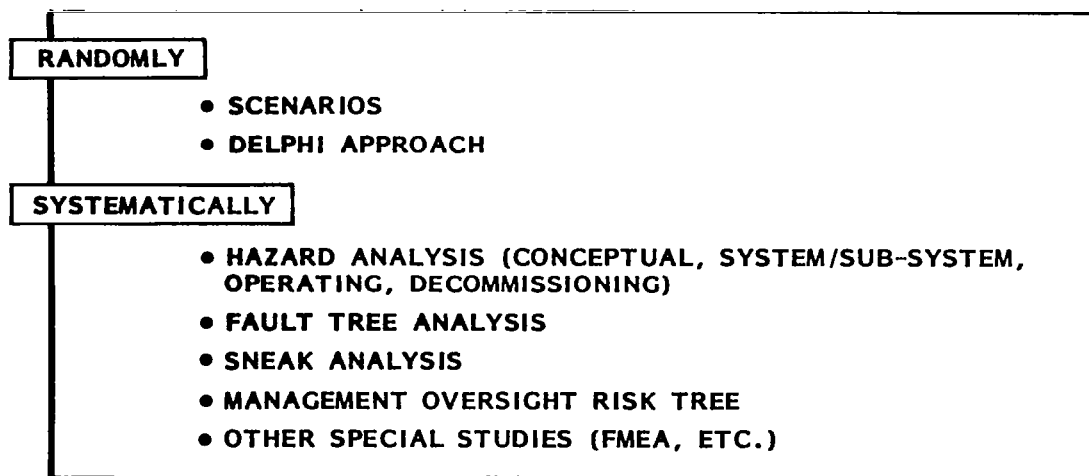 RANDOMLY
• SCENARIOS
• DELPHI APPROACH
SYSTEMATICALLY
• HAZARD ANALYSIS (CONCEPTUAL, SYSTEM/SUB-SYSTEM,
OPERATING, DECOMMISSIONING)
• FAULT TREE ANALYSIS
• SNEAK ANALYSIS
• MANAGEMENT OVERSIGHT RISK TREE
• OTHER SPECIAL STUDIES (FMEA, ETC.)